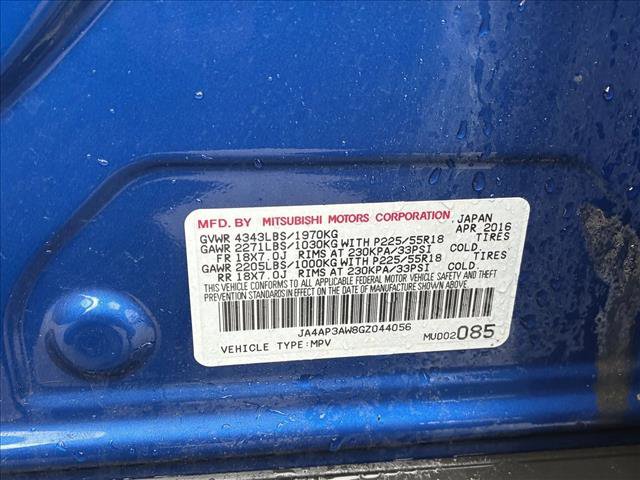 MFD. BY MITSUBISHI MOTORS CORPORATION JAPAN
GVWR 4343LBS/1970KG APR. 2016
GAWR 2271LBS/1030KG WITH P225/55R18 TIRES
FR 18X7.0J RIMS AT 230KPA/33PSI COLD.
GAWR 2205LBS/1000KG WITH P225/55R18 TIRES
RR 18X7.0J RIMS AT 230KPA/33PSI COLD.
THIS VEHICLE CONFORMS TO ALL APPLICABLE FEDERAL MOTOR VEHICLE SAFETY AND THEFT
PREVENTION STANDARDS IN EFFECT ON THE DATE OF MANUFACTURE SHOWN ABOVE.
JA4AP3AW8GZ044056
VEHICLE TYPE:MPV MUD02 085